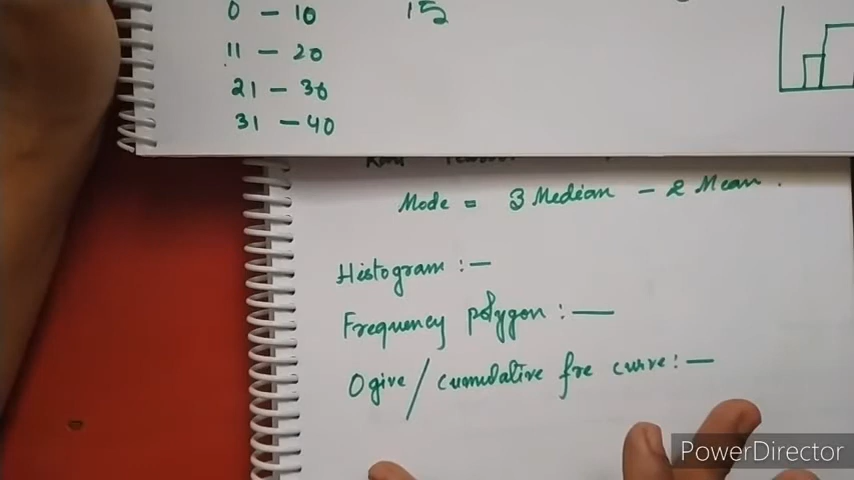 0 - 10 15
11 - 20
21 - 30
31 - 40
Mode = 3 Median - 2 Mean.
Histogram :-
Frequency polygon :-
Ogive / cumulative fre curve :-
PowerDirector